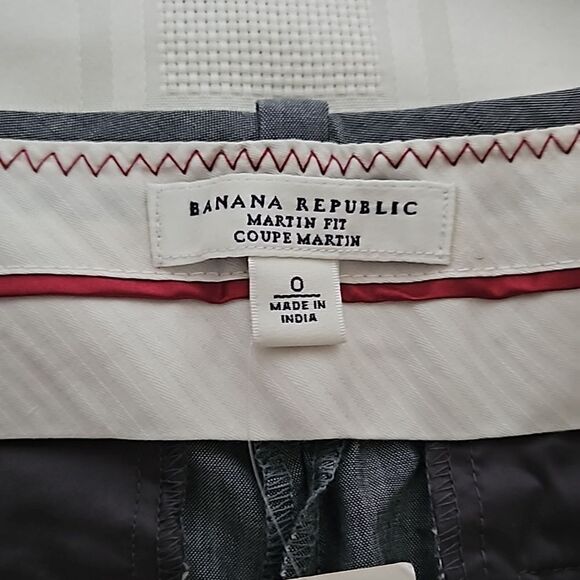 BANANA REPUBLIC
MARTIN FIT
COUPE MARTIN
0
MADE IN
INDIA